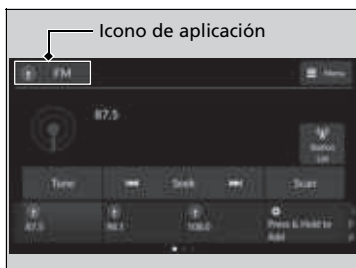 Icono de aplicación
FM
Menu
87.5
Station
List
Tune
Seek
Scan
87.5
98.1
108.0
Press & Hold to
Add